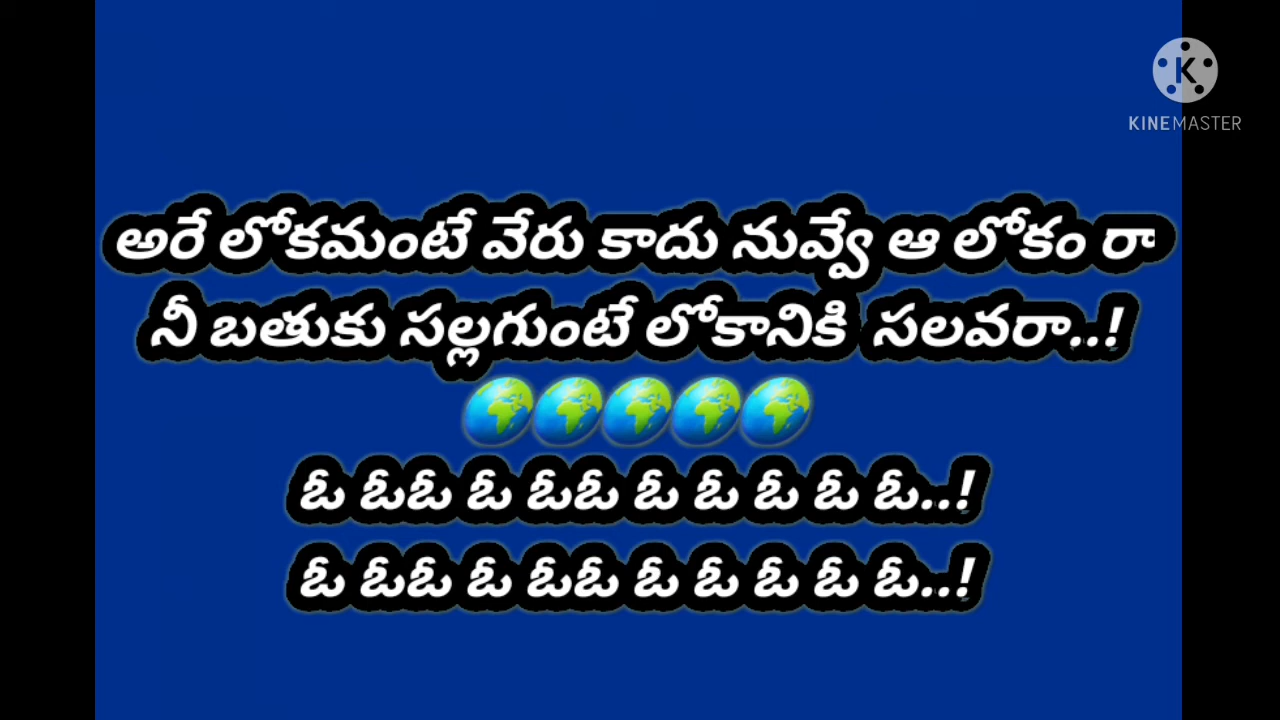 KINEMASTER
అరే లోకమంటే వేరు కాదు నువ్వే ఆ లోకం రా
నీ బతుకు సల్లగుంటే లోకానికి సలవరా..!
🌍🌍🌍🌍🌍
ఓ ఓఓ ఓ ఓఓ ఓ ఓ ఓ ఓ ఓ..!
ఓ ఓఓ ఓ ఓఓ ఓ ఓ ఓ ఓ ఓ..!